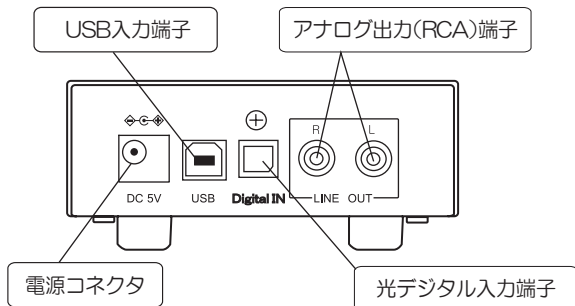 USB入力端子
アナログ出力(RCA)端子
R L
DC 5V USB Digital IN LINE OUT
電源コネクタ
光デジタル入力端子